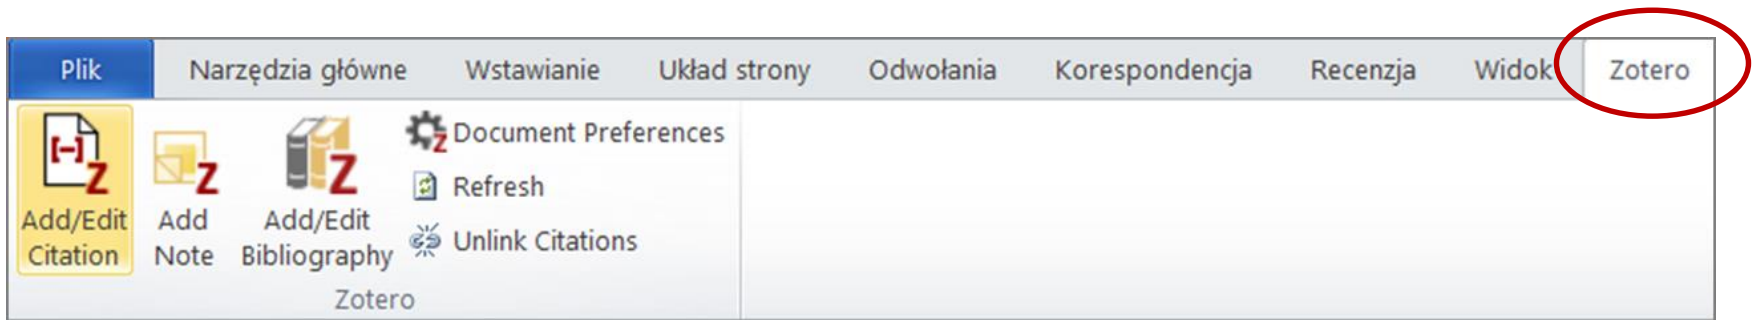 Plik Narzędzia główne Wstawianie Układ strony Odwołania Korespondencja Recenzja Widok Zotero
Add/Edit Citation
Add Note
Add/Edit Bibliography
Document Preferences
Refresh
Unlink Citations
Zotero